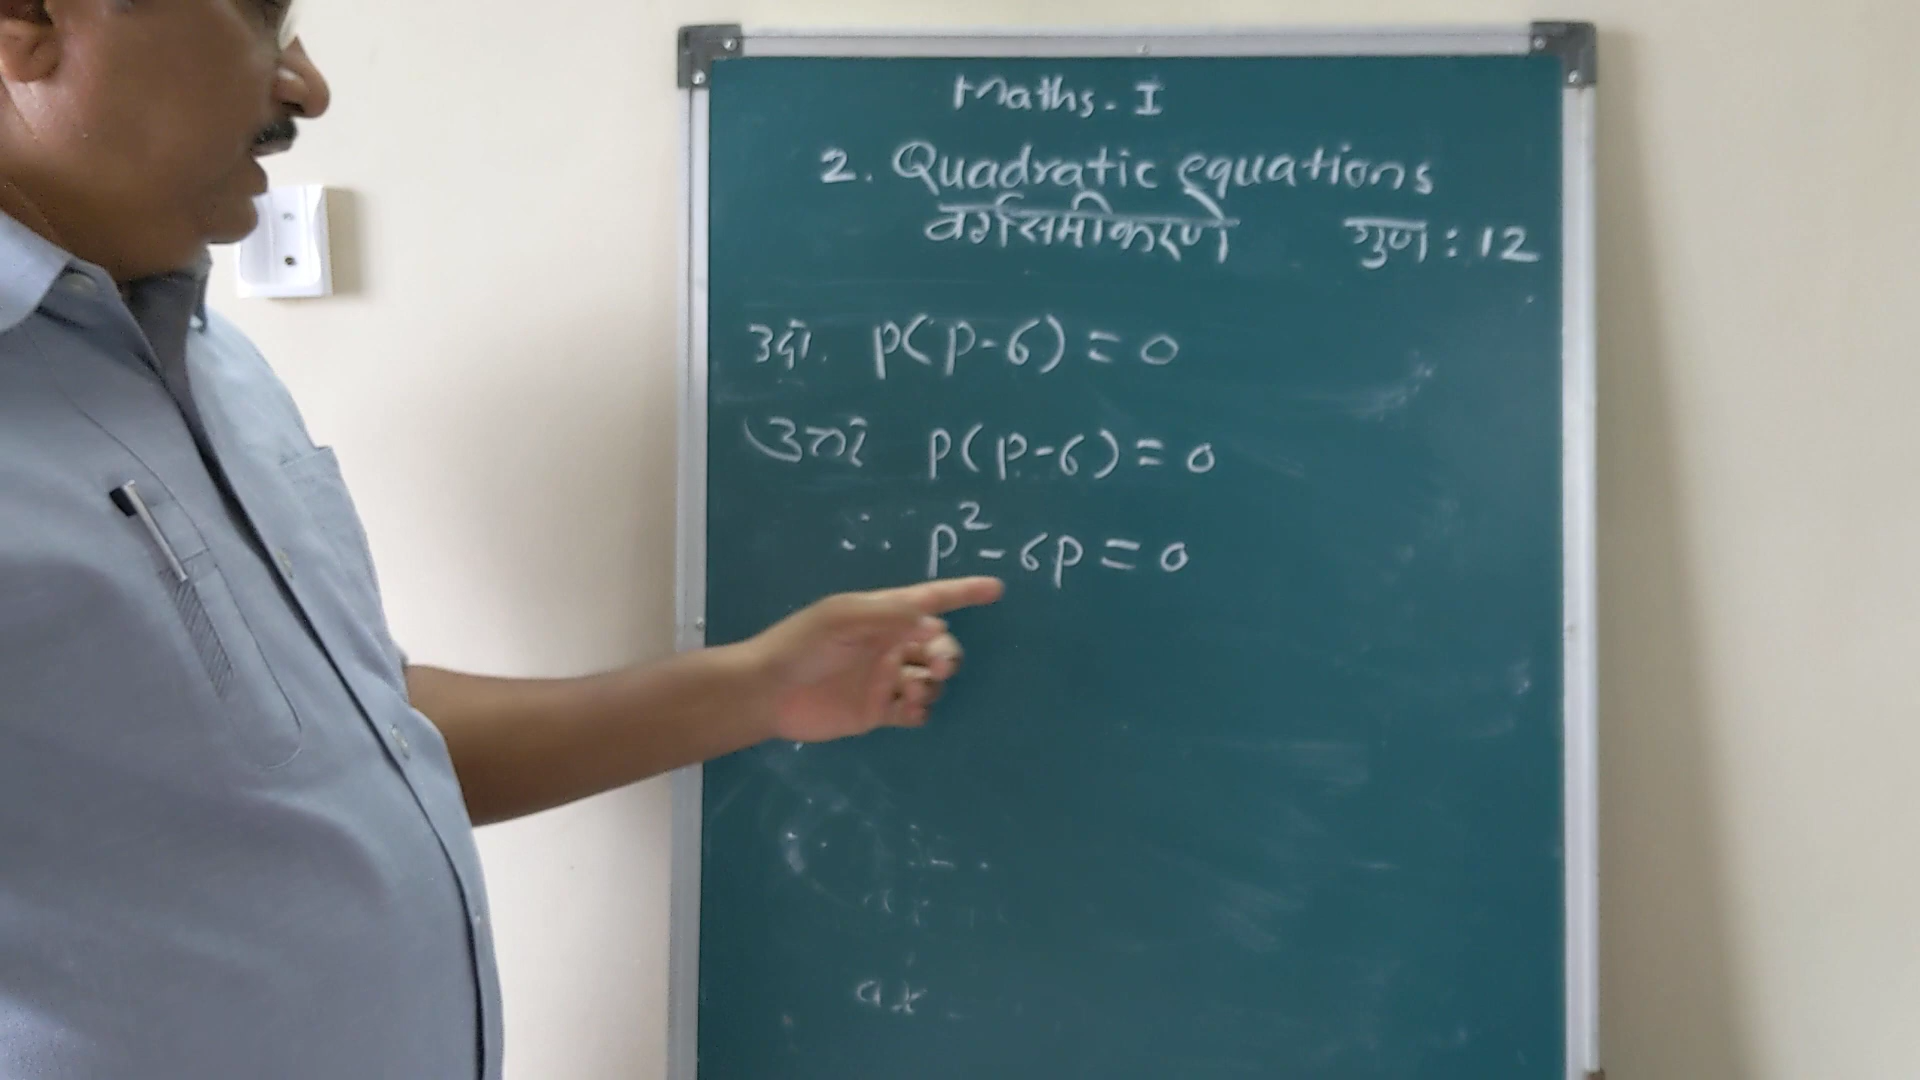 Maths - I
2. Quadratic equations
वर्गसमीकरणे गुण : 12
उदा. p(p-6) = 0
उत्तर p(p-6) = 0
∴ p² - 6p = 0